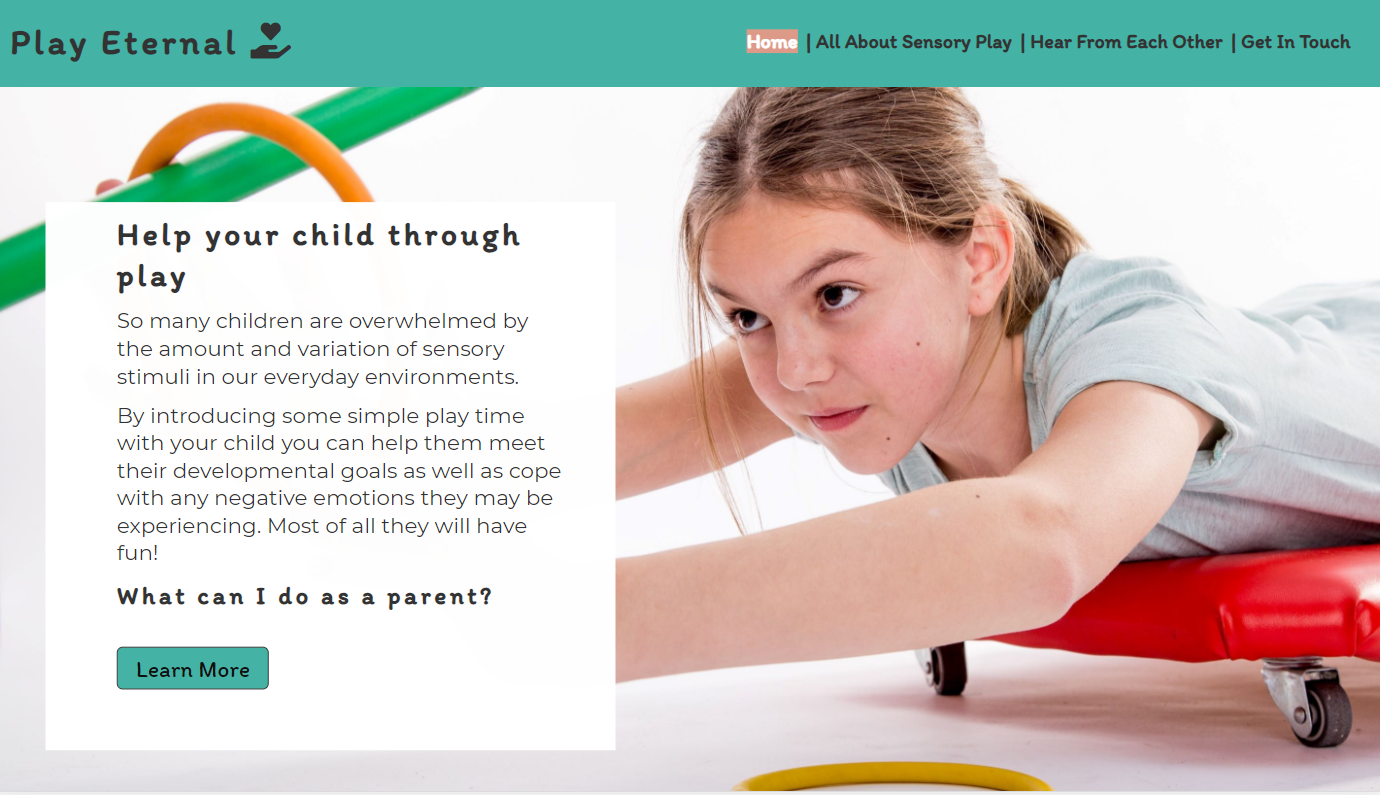 Play Eternal
Home | All About Sensory Play | Hear From Each Other | Get In Touch
Help your child through
play
So many children are overwhelmed by
the amount and variation of sensory
stimuli in our everyday environments.
By introducing some simple play time
with your child you can help them meet
their developmental goals as well as cope
with any negative emotions they may be
experiencing. Most of all they will have
fun!
What can I do as a parent?
Learn More